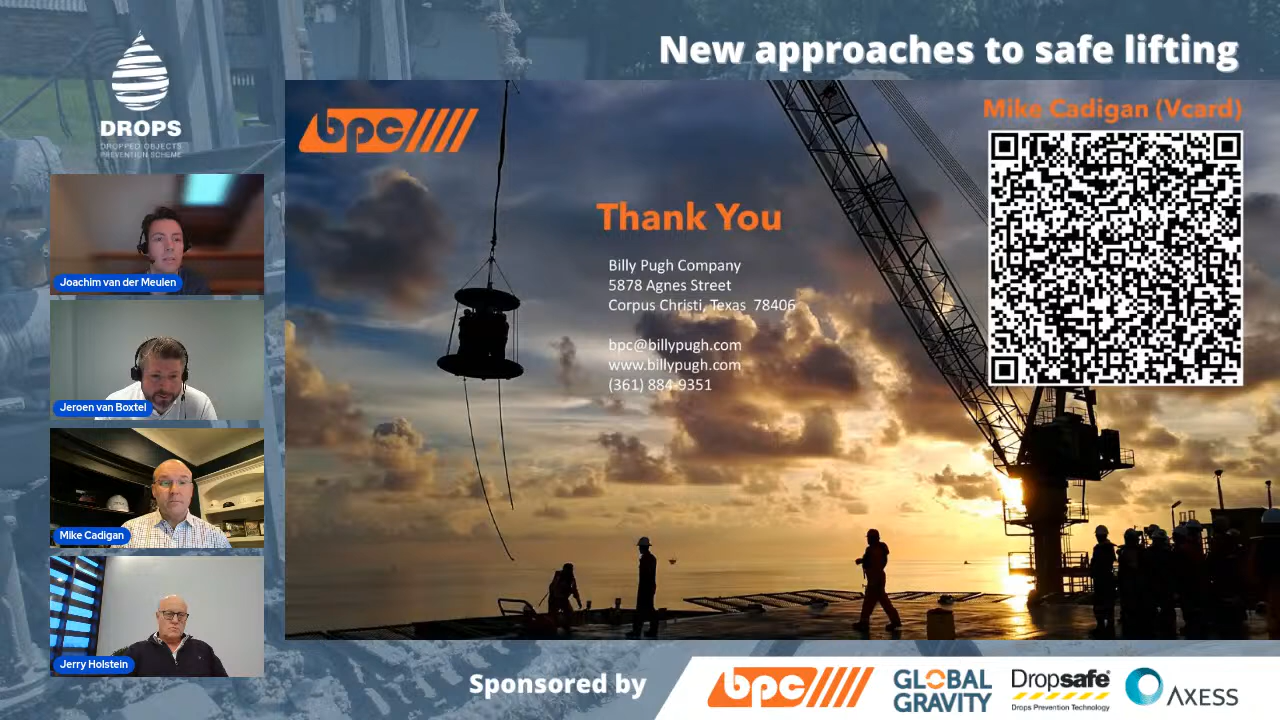 New approaches to safe lifting
DROPS
DROPPED OBJECTS
PREVENTION SCHEME
Joachim van der Meulen
Jeroen van Boxtel
Mike Cadigan
Jerry Holstein
bpc
Mike Cadigan (Vcard)
Thank You
Billy Pugh Company
5878 Agnes Street
Corpus Christi, Texas 78406
bpc@billypugh.com
www.billypugh.com
(361) 884-9351
Sponsored by
bpc
GLOBAL
GRAVITY
Dropsafe
Drops Prevention Technology
AXESS